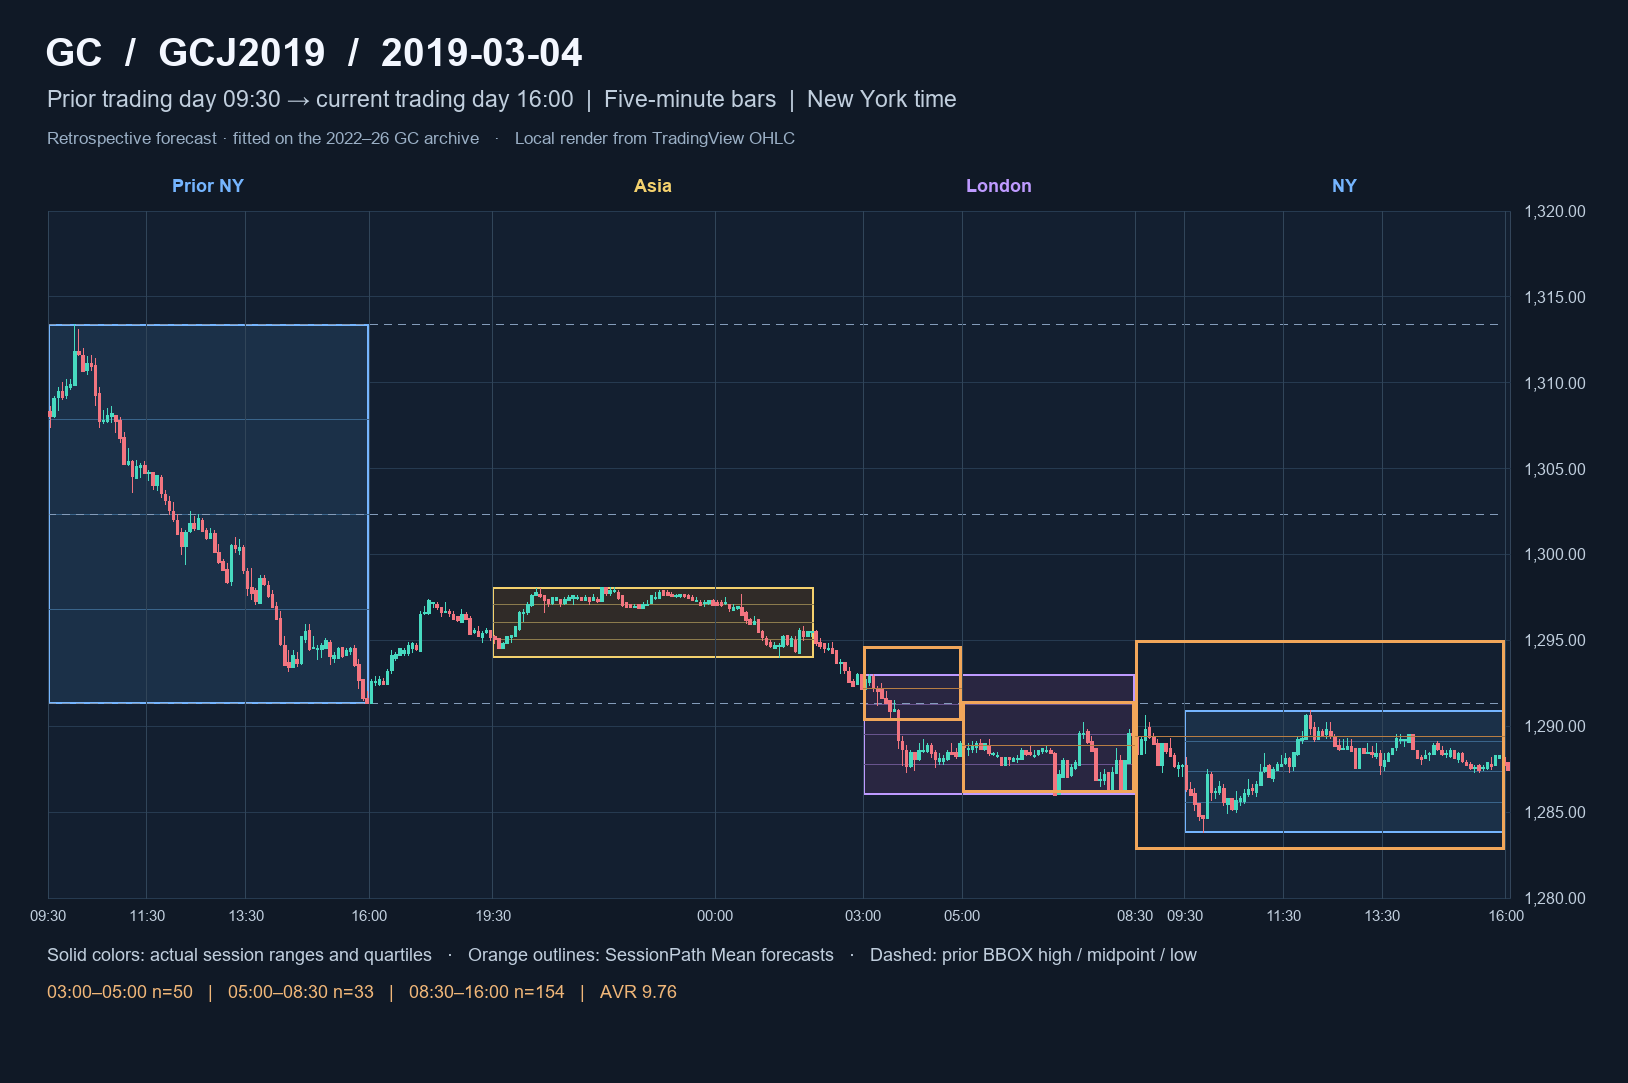 GC / GCJ2019 / 2019-03-04
Prior trading day 09:30 → current trading day 16:00 | Five-minute bars | New York time
Retrospective forecast · fitted on the 2022–26 GC archive · Local render from TradingView OHLC
Prior NY Asia London NY
1,320.00
1,315.00
1,310.00
1,305.00
1,300.00
1,295.00
1,290.00
1,285.00
1,280.00
09:30 11:30 13:30 16:00 19:30 00:00 03:00 05:00 08:30 09:30 11:30 13:30 16:00
Solid colors: actual session ranges and quartiles · Orange outlines: SessionPath Mean forecasts · Dashed: prior BBOX high / midpoint / low
03:00–05:00 n=50 | 05:00–08:30 n=33 | 08:30–16:00 n=154 | AVR 9.76